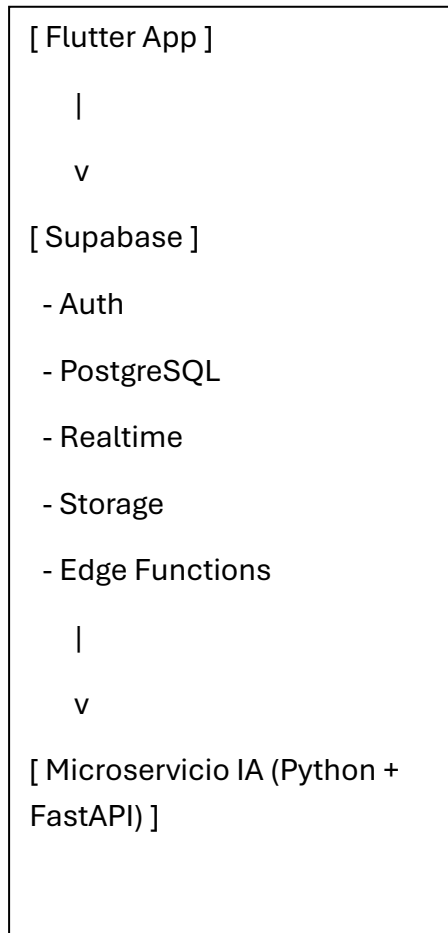 [ Flutter App ]
|
v
[ Supabase ]
- Auth
- PostgreSQL
- Realtime
- Storage
- Edge Functions
|
v
[ Microservicio IA (Python +
FastAPI) ]